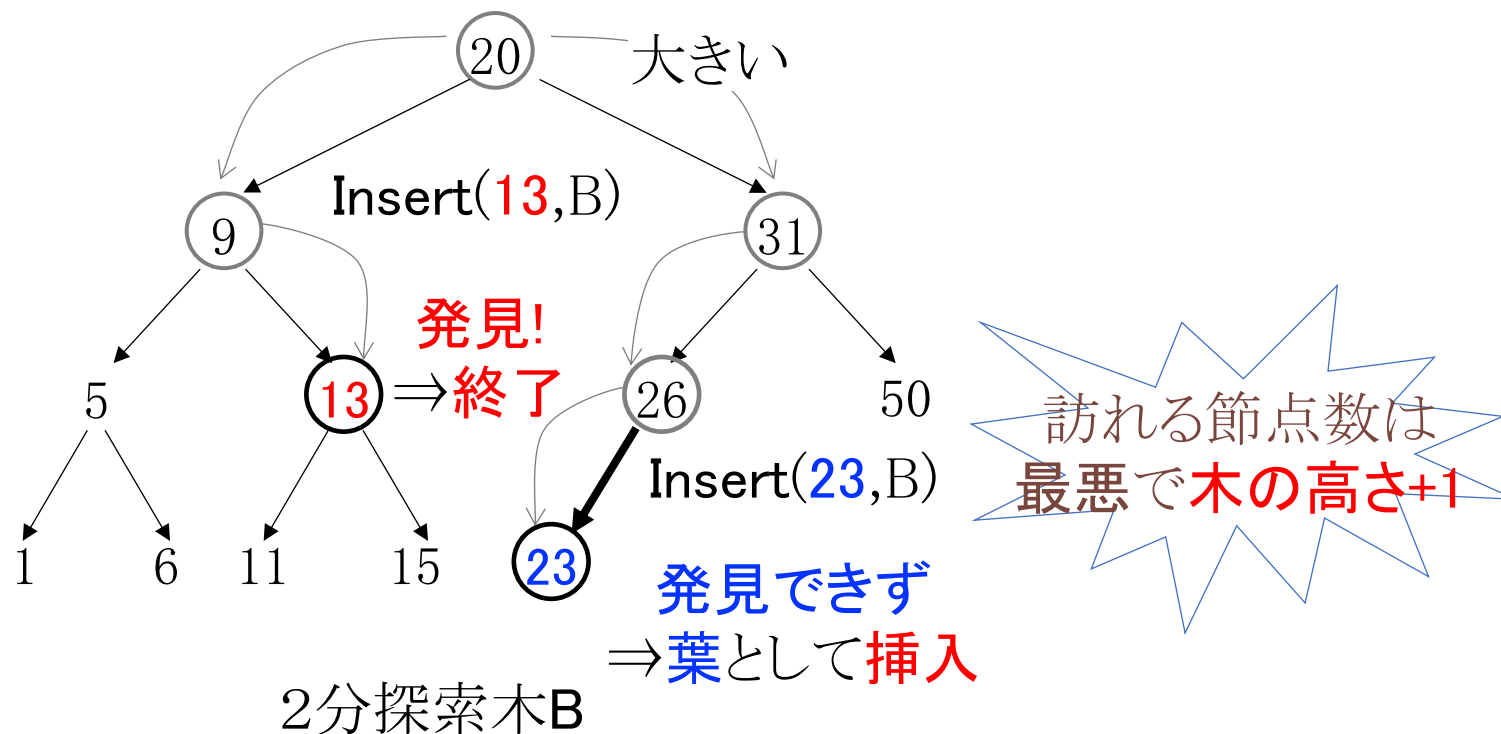 20
大きい
Insert(13,B)
9
31
発見!
⇒終了
5
13
26
50
訪れる節点数は
最悪で木の高さ+1
Insert(23,B)
1
6
11
15
23
発見できず
⇒葉として挿入
2分探索木B